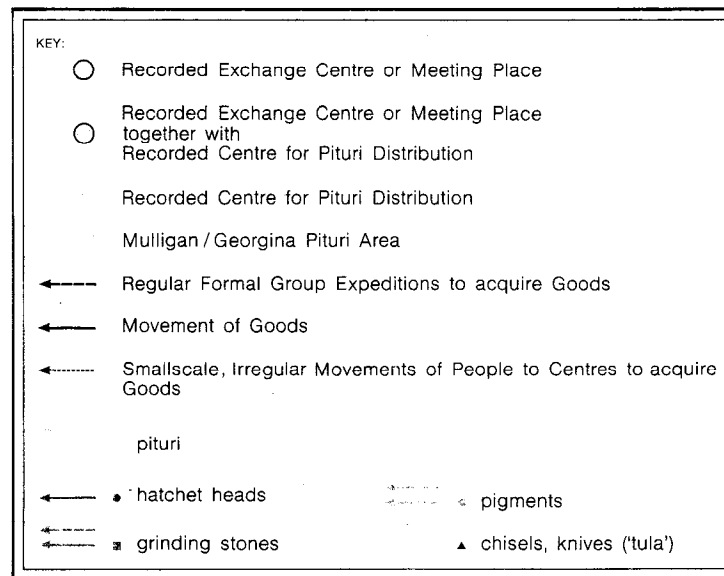 KEY:
Recorded Exchange Centre or Meeting Place
Recorded Exchange Centre or Meeting Place
together with
Recorded Centre for Pituri Distribution
Recorded Centre for Pituri Distribution
Mulligan / Georgina Pituri Area
Regular Formal Group Expeditions to acquire Goods
Movement of Goods
Smallscale, Irregular Movements of People to Centres to acquire
Goods
pituri
hatchet heads
pigments
grinding stones
chisels, knives ('tula')